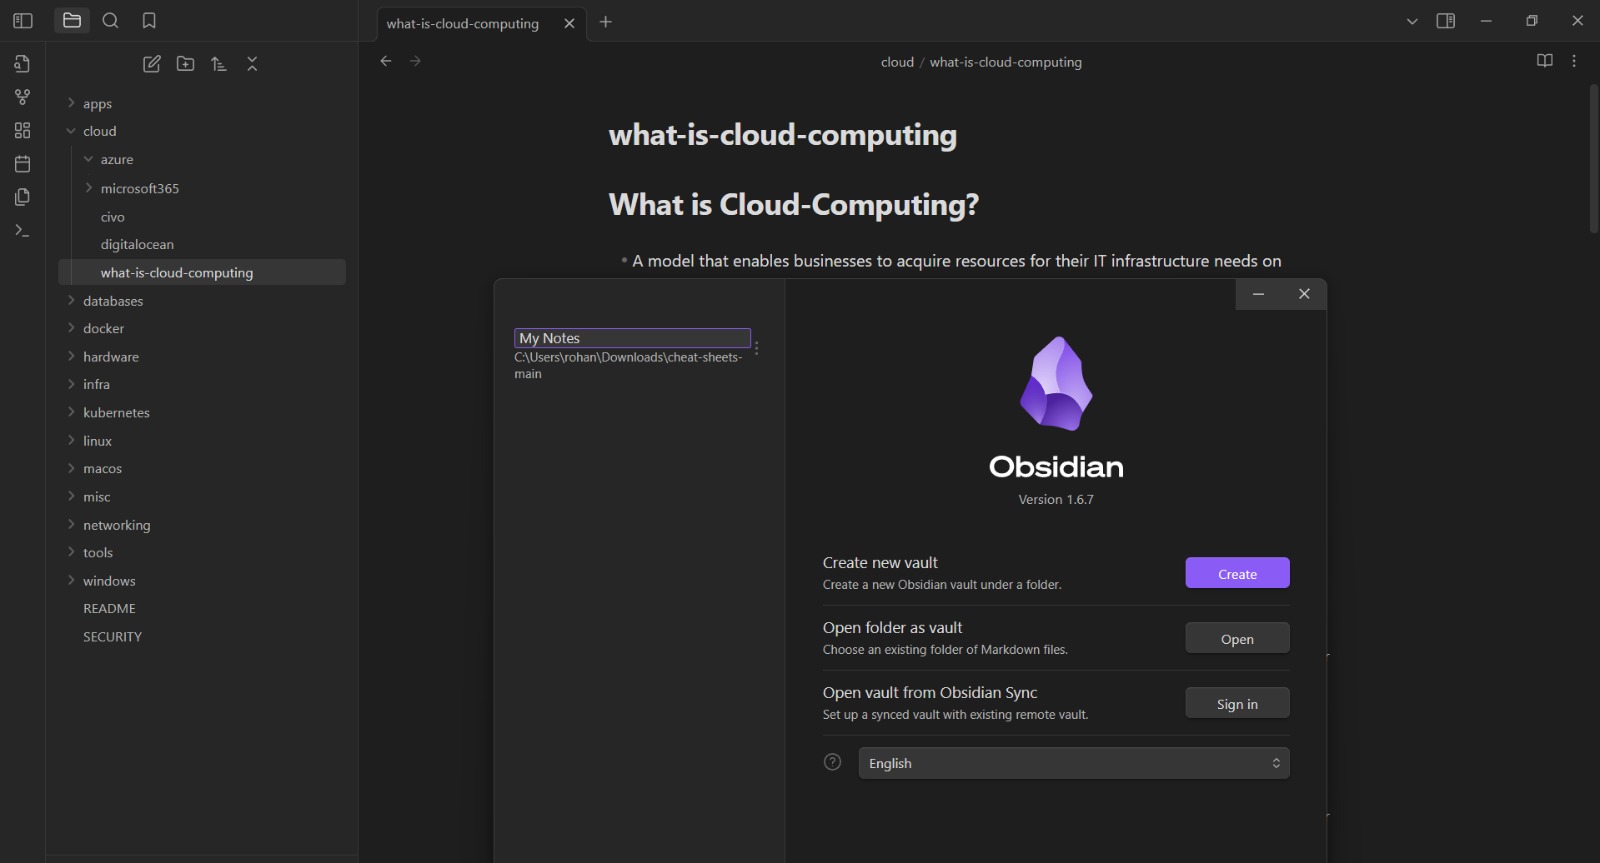 what-is-cloud-computing
cloud / what-is-cloud-computing
apps
cloud
azure
microsoft365
civo
digitalocean
what-is-cloud-computing
databases
docker
hardware
infra
kubernetes
linux
macos
misc
networking
tools
windows
README
SECURITY
what-is-cloud-computing
What is Cloud-Computing?
• A model that enables businesses to acquire resources for their IT infrastructure needs on
My Notes
C:\Users\rohan\Downloads\cheat-sheets-
main
Obsidian
Version 1.6.7
Create new vault
Create a new Obsidian vault under a folder.
Create
Open folder as vault
Choose an existing folder of Markdown files.
Open
Open vault from Obsidian Sync
Set up a synced vault with existing remote vault.
Sign in
English